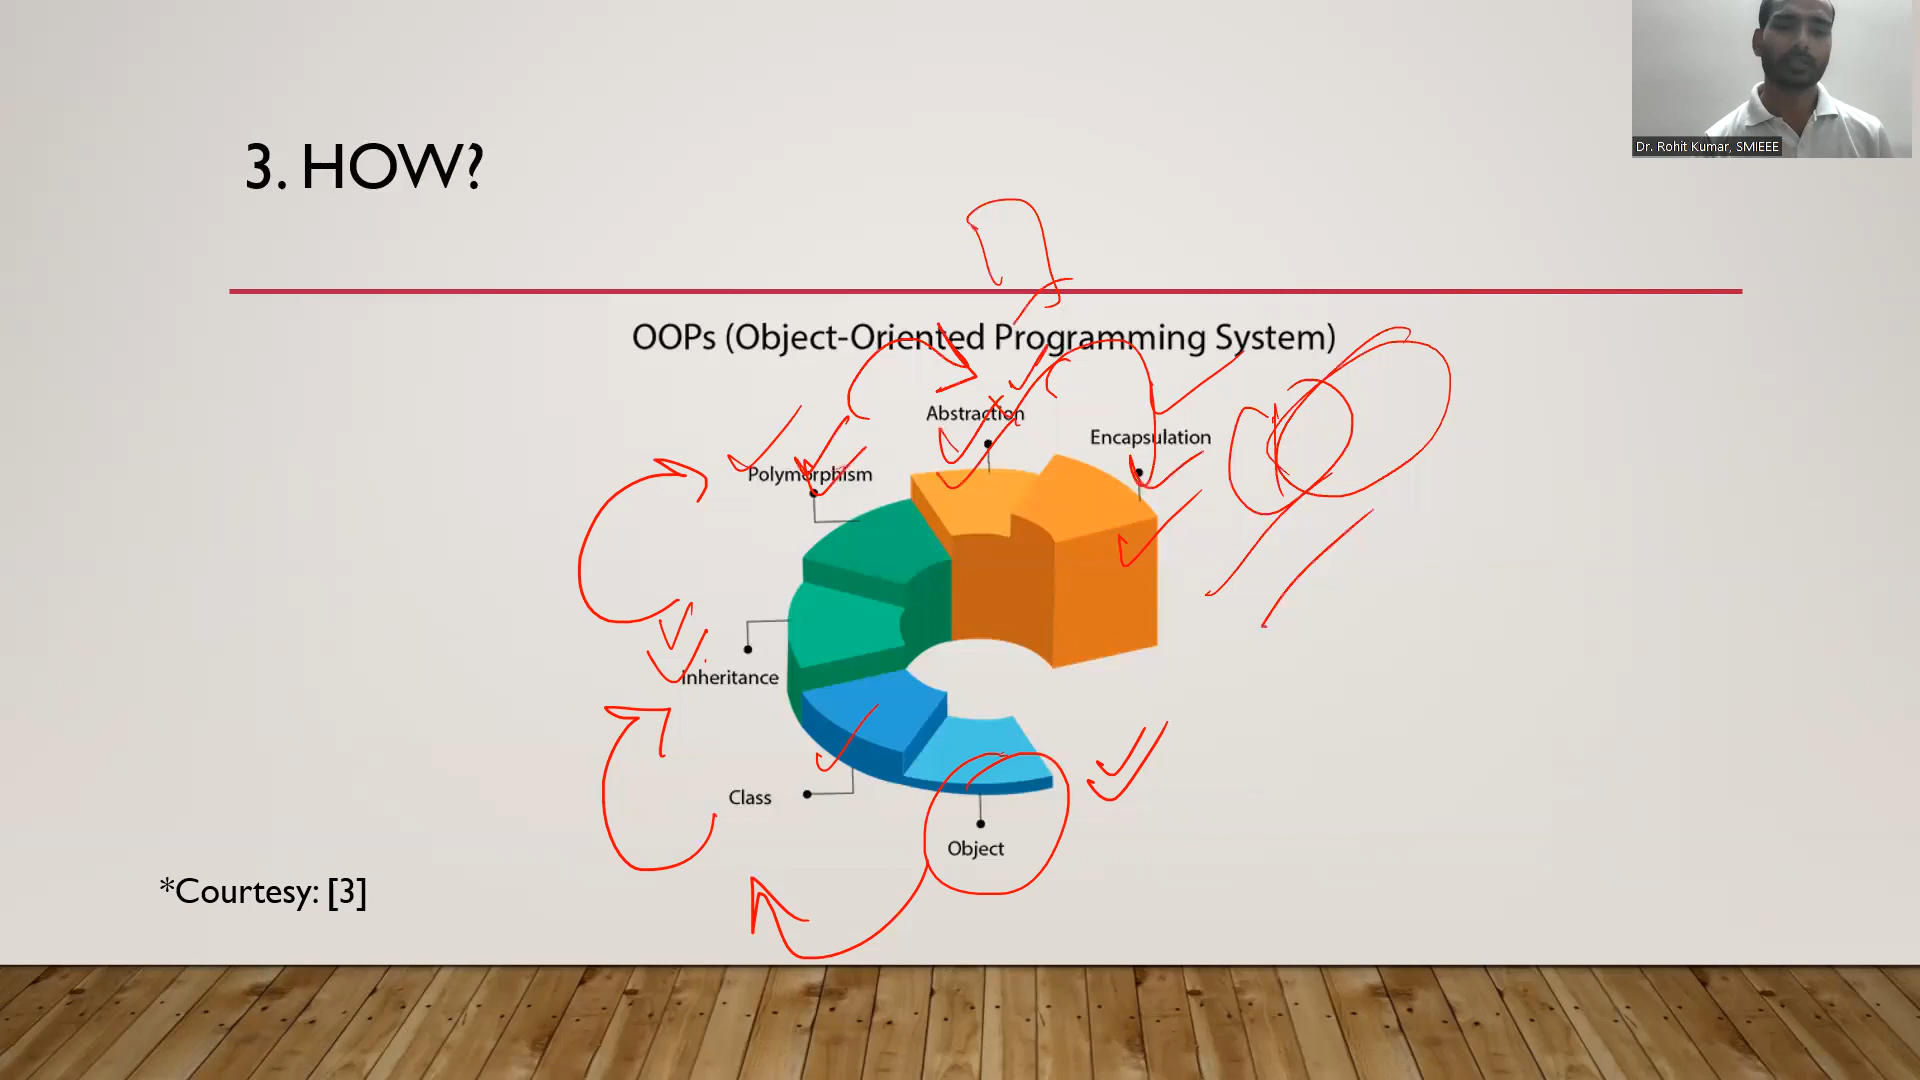 Dr. Rohit Kumar, SMIEEE
3. HOW?
OOPs (Object-Oriented Programming System)
Abstraction
Encapsulation
Polymorphism
Inheritance
Class
Object
*Courtesy: [3]